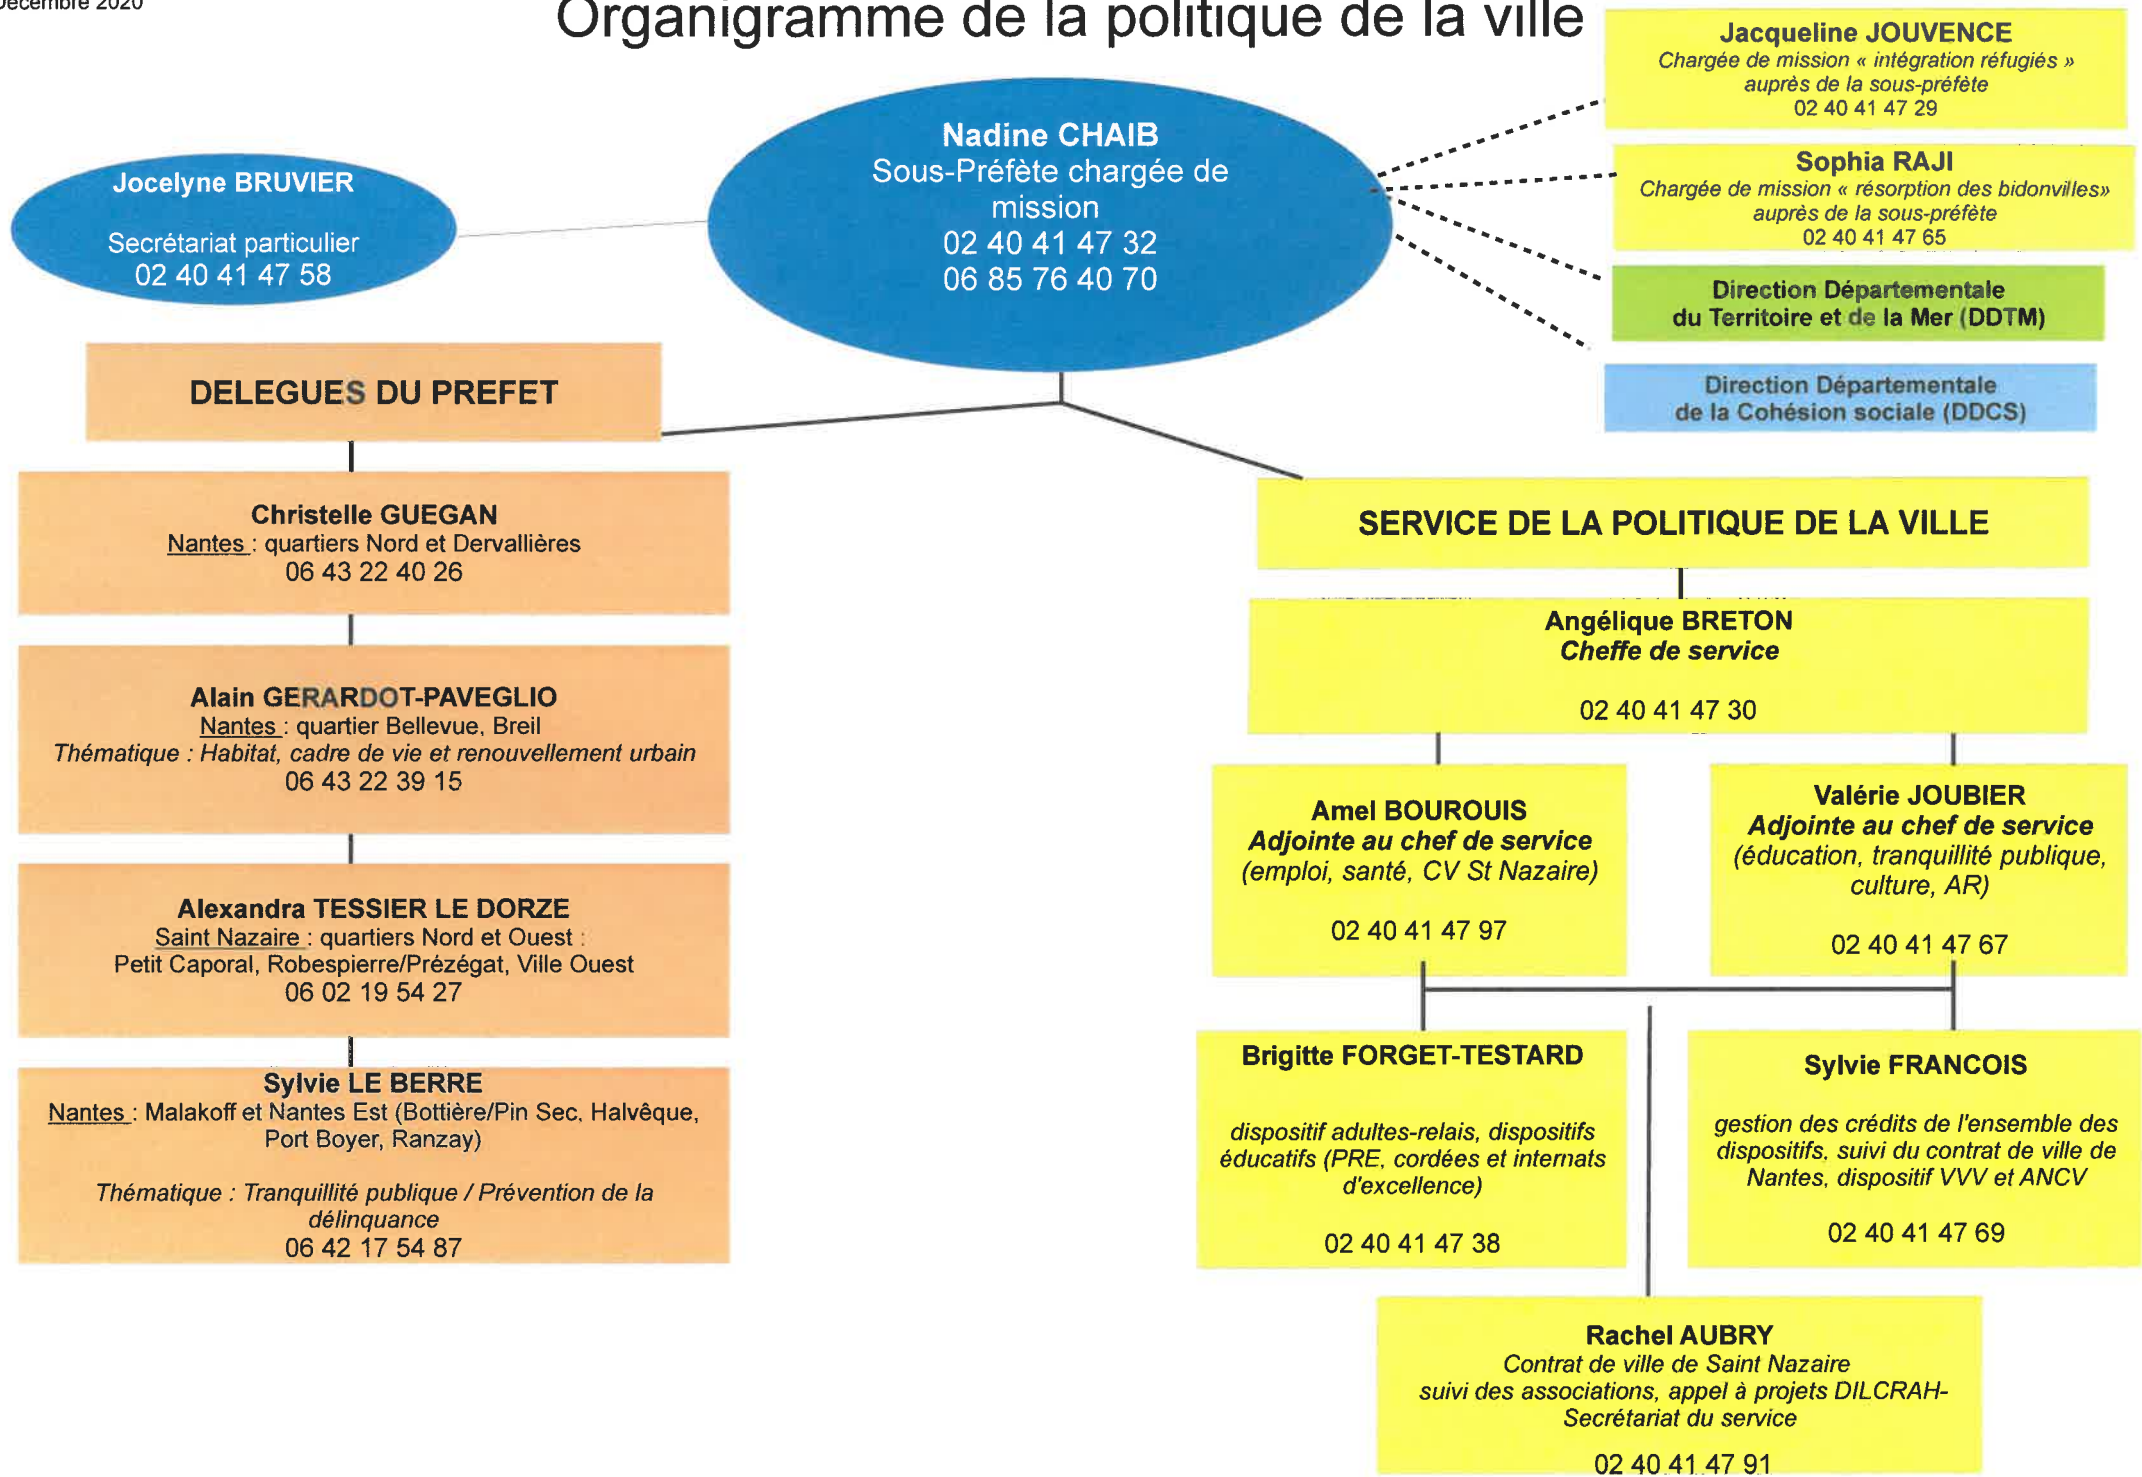 Décembre 2020
Organigramme de la politique de la ville
Jacqueline JOUVENCE
Chargée de mission « intégration réfugiés »
auprès de la sous-préfète
02 40 41 47 29
Nadine CHAIB
Sous-Préfète chargée de
mission
02 40 41 47 32
06 85 76 40 70
Jocelyne BRUVIER
Secrétariat particulier
02 40 41 47 58
Sophia RAJI
Chargée de mission « résorption des bidonvilles»
auprès de la sous-préfète
02 40 41 47 65
Direction Départementale
du Territoire et de la Mer (DDTM)
Direction Départementale
de la Cohésion sociale (DDCS)
DELEGUES DU PREFET
Christelle GUEGAN
Nantes : quartiers Nord et Dervallières
06 43 22 40 26
Alain GERARDOT-PAVEGLIO
Nantes : quartier Bellevue, Breil
Thématique : Habitat, cadre de vie et renouvellement urbain
06 43 22 39 15
Alexandra TESSIER LE DORZE
Saint Nazaire : quartiers Nord et Ouest :
Petit Caporal, Robespierre/Prézégat, Ville Ouest
06 02 19 54 27
Sylvie LE BERRE
Nantes : Malakoff et Nantes Est (Bottière/Pin Sec, Halvêque,
Port Boyer, Ranzay)
Thématique : Tranquillité publique / Prévention de la
délinquance
06 42 17 54 87
SERVICE DE LA POLITIQUE DE LA VILLE
Angélique BRETON
Cheffe de service
02 40 41 47 30
Amel BOUROUIS
Adjointe au chef de service
(emploi, santé, CV St Nazaire)
02 40 41 47 97
Valérie JOUBIER
Adjointe au chef de service
(éducation, tranquillité publique,
culture, AR)
02 40 41 47 67
Brigitte FORGET-TESTARD
dispositif adultes-relais, dispositifs
éducatifs (PRE, cordées et internats
d'excellence)
02 40 41 47 38
Sylvie FRANCOIS
gestion des crédits de l'ensemble des
dispositifs, suivi du contrat de ville de
Nantes, dispositif VVV et ANCV
02 40 41 47 69
Rachel AUBRY
Contrat de ville de Saint Nazaire
suivi des associations, appel à projets DILCRAH-
Secrétariat du service
02 40 41 47 91